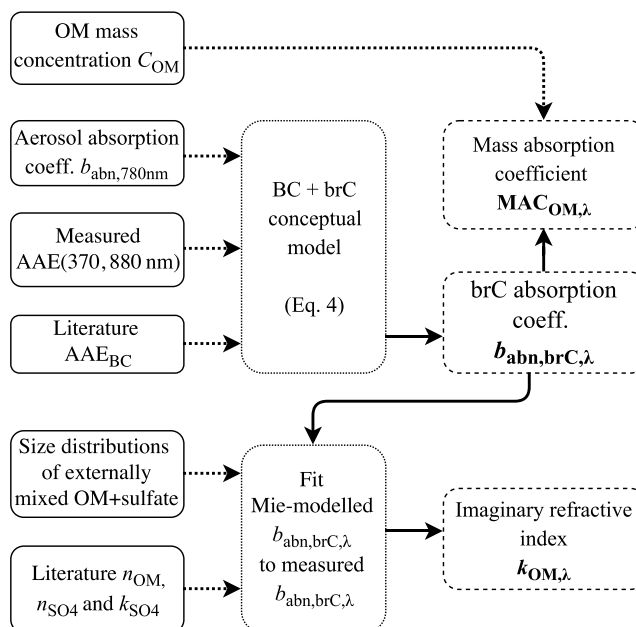 OM mass
concentration C_OM
Aerosol absorption
coeff. b_abn,780nm
Measured
AAE(370, 880 nm)
Literature
AAE_BC
BC + brC
conceptual
model
(Eq. 4)
Mass absorption
coefficient
MAC_OM,λ
brC absorption
coeff.
b_abn,brC,λ
Size distributions
of externally
mixed OM+sulfate
Literature n_OM,
n_SO4 and k_SO4
Fit
Mie-modelled
b_abn,brC,λ
to measured
b_abn,brC,λ
Imaginary refractive
index
k_OM,λ